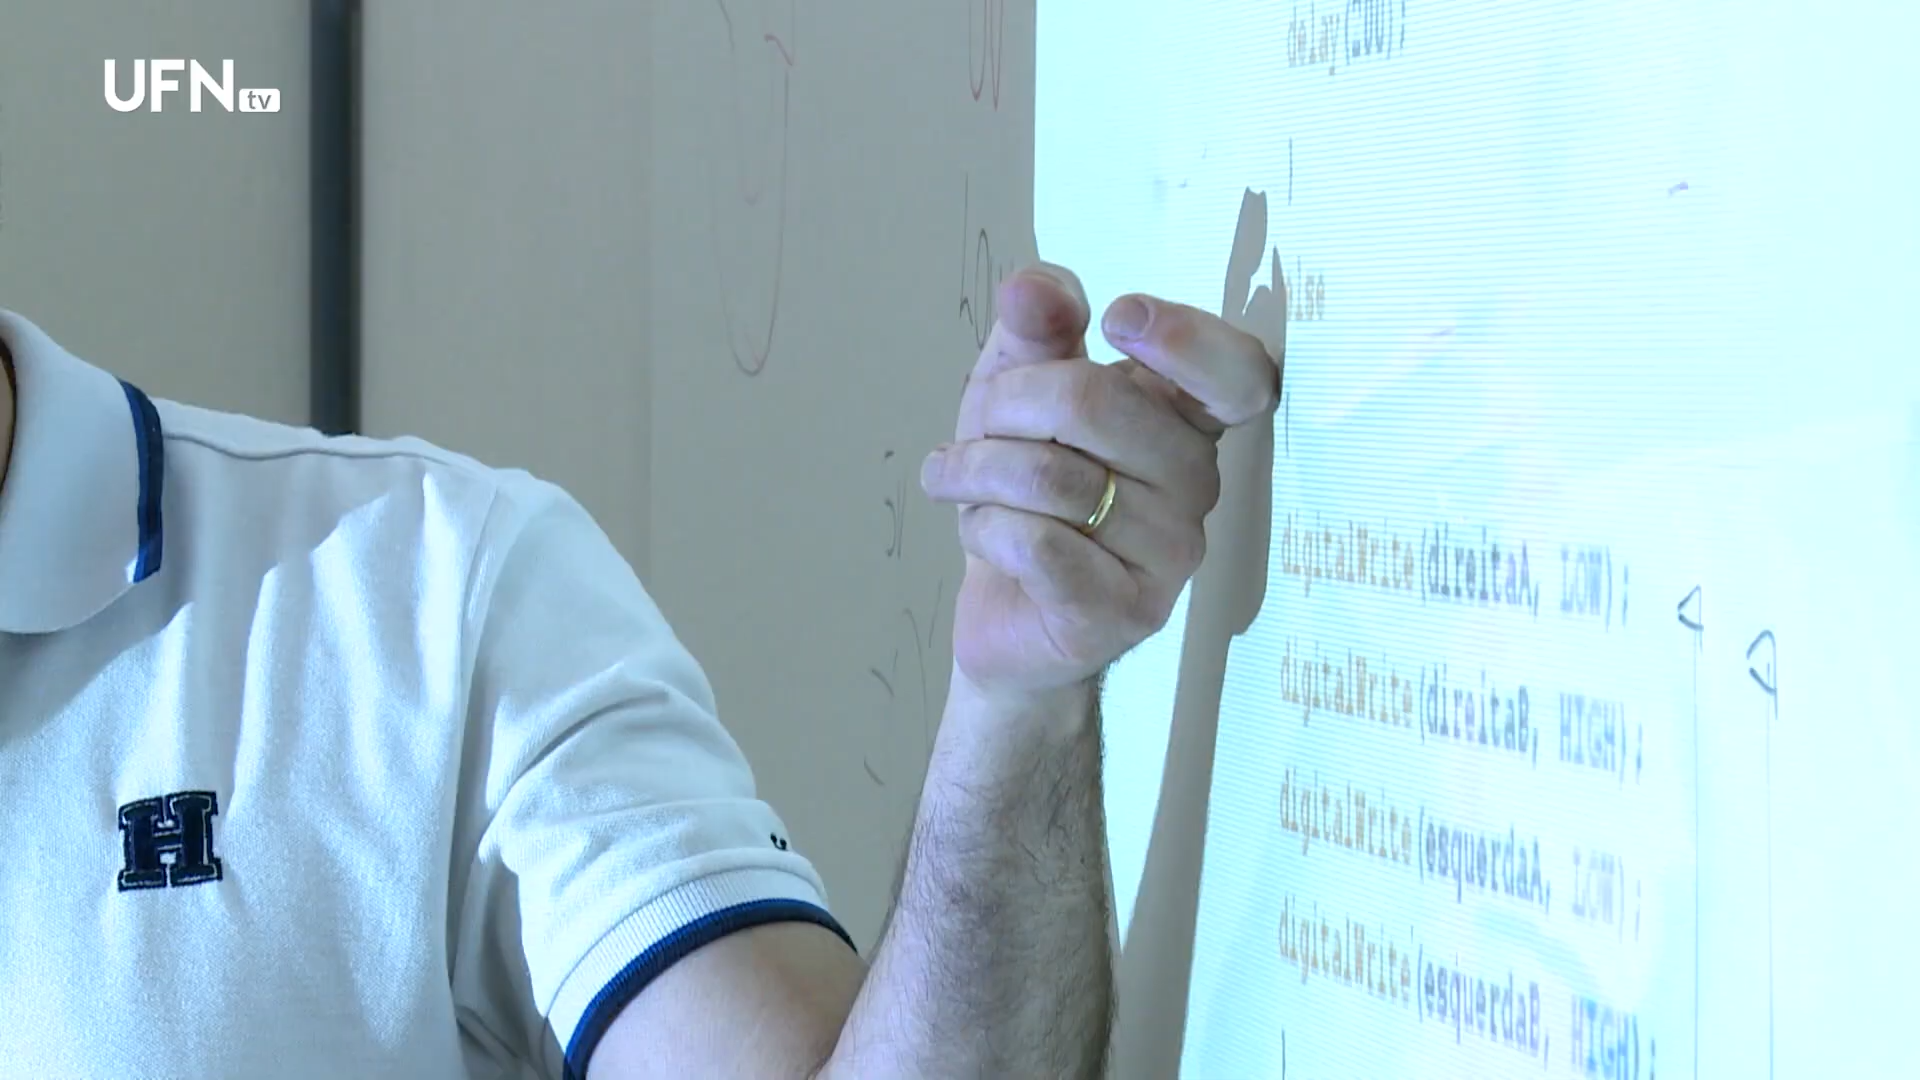 UFN tv
delay(200);
}
else
{
digitalWrite(direitaA, LOW);
digitalWrite(direitaB, HIGH);
digitalWrite(esquerdaA, LOW);
digitalWrite(esquerdaB, HIGH);
}
H